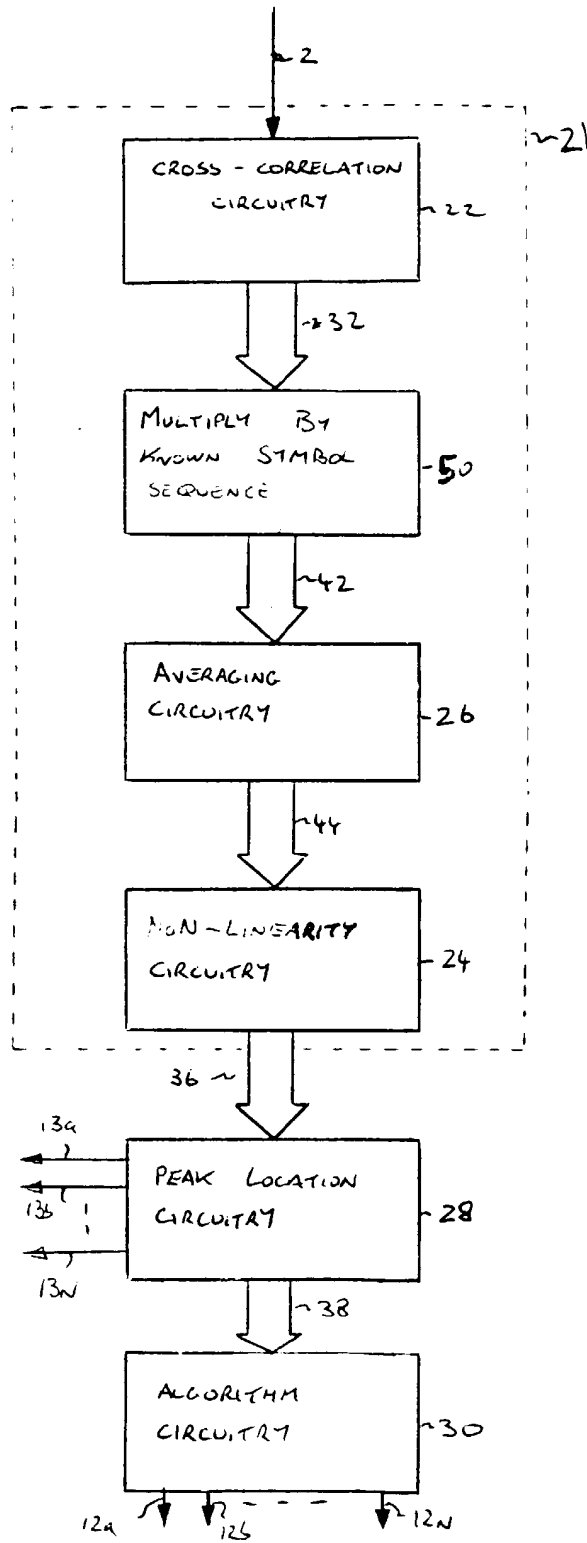 2
21
CROSS-CORRELATION
CIRCUITRY
22
32
MULTIPLY BY
KNOWN SYMBOL
SEQUENCE
50
42
AVERAGING
CIRCUITRY
26
44
NON-LINEARITY
CIRCUITRY
24
36
13a
13b
13N
PEAK LOCATION
CIRCUITRY
28
38
ALGORITHM
CIRCUITRY
30
12a
12b
12N